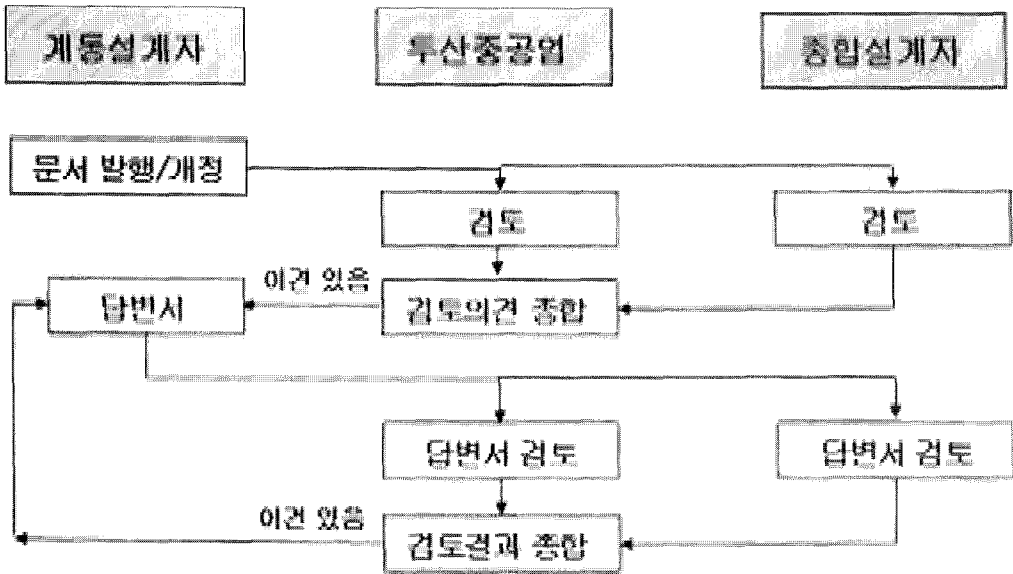 계통설계자
두산중공업
종합설계자
문서 발행/개정
검토
검토
이견 있음
답변서
검토의견 종합
답변서 검토
답변서 검토
이견 있음
검토결과 종합